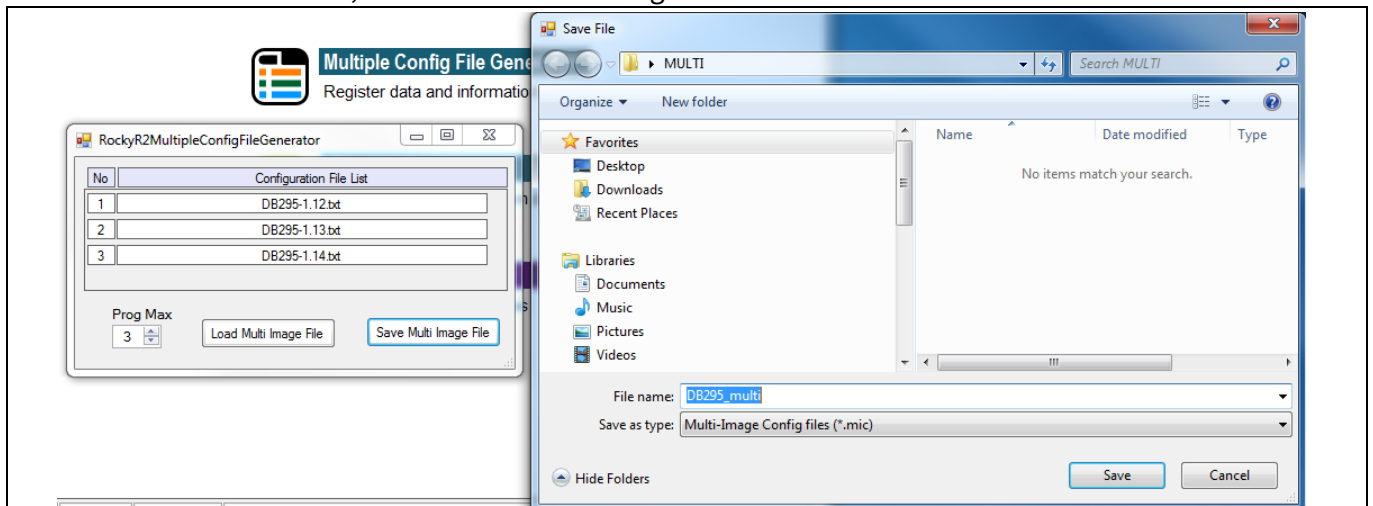 Multiple Config File Gene
Register data and informatio
RockyR2MultipleConfigFileGenerator
No Configuration File List
1 DB295-1.12.txt
2 DB295-1.13.txt
3 DB295-1.14.txt
Prog Max
3
Load Multi Image File
Save Multi Image File
Save File
MULTI
Search MULTI
Organize
New folder
Favorites
Desktop
Downloads
Recent Places
Libraries
Documents
Music
Pictures
Videos
Name Date modified Type
No items match your search.
File name: DB295_multi
Save as type: Multi-Image Config files (*.mic)
Hide Folders
Save
Cancel